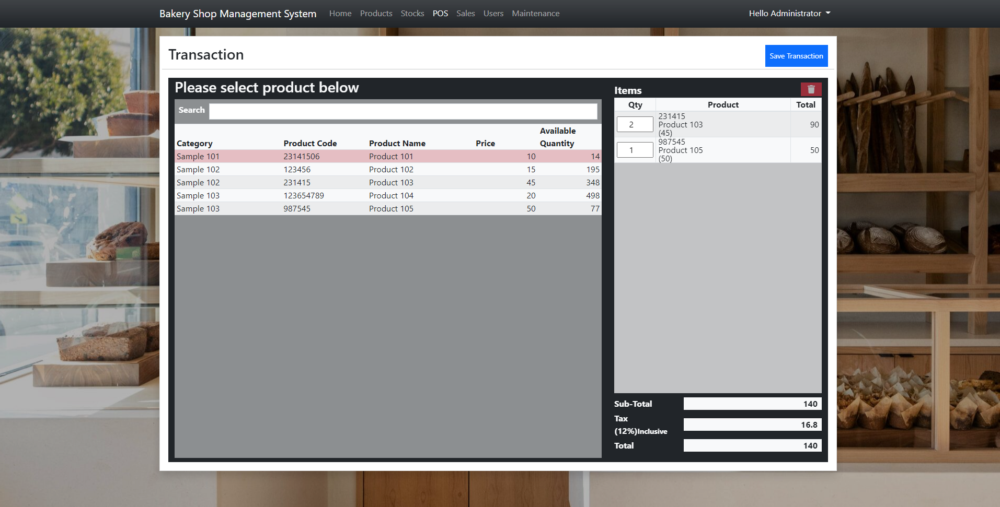 Bakery Shop Management System Home Products Stocks POS Sales Users Maintenance Hello Administrator
Transaction
Save Transaction
Please select product below
Search
Category Product Code Product Name Price Available Quantity
Sample 101 23141506 Product 101 10 14
Sample 102 123456 Product 102 15 195
Sample 102 231415 Product 103 45 348
Sample 103 123654789 Product 104 20 498
Sample 103 987545 Product 105 50 77
Items
Qty Product Total
2 231415 90
Product 103
(45)
1 987545 50
Product 105
(50)
Sub-Total 140
Tax
(12%)Inclusive 16.8
Total 140